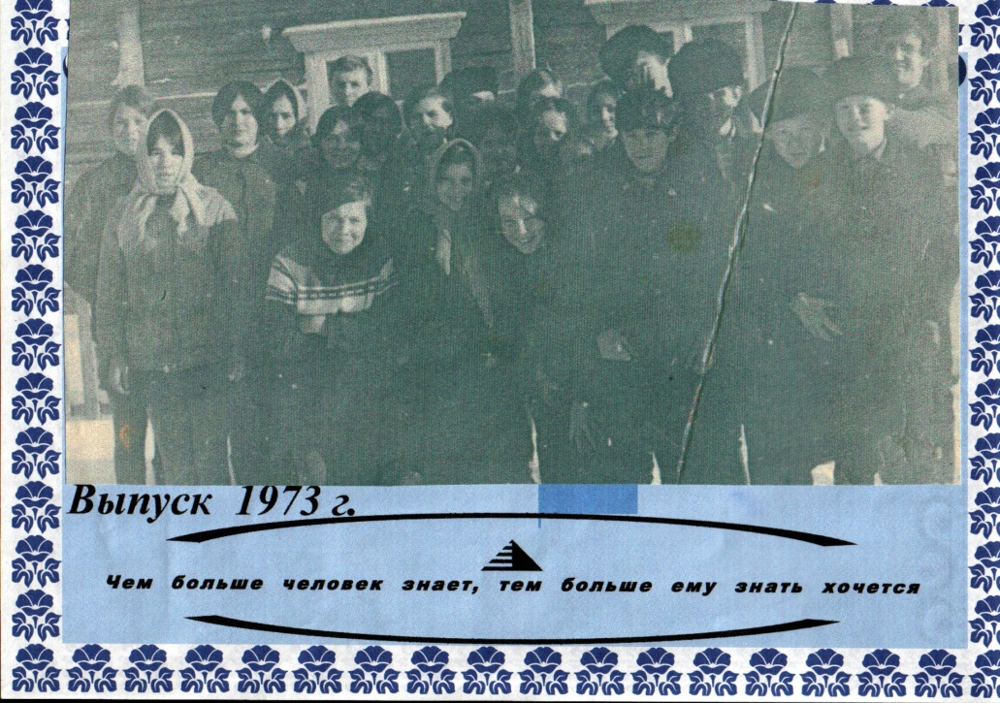 Выпуск 1973 г.
Чем больше человек знает, тем больше ему знать хочется